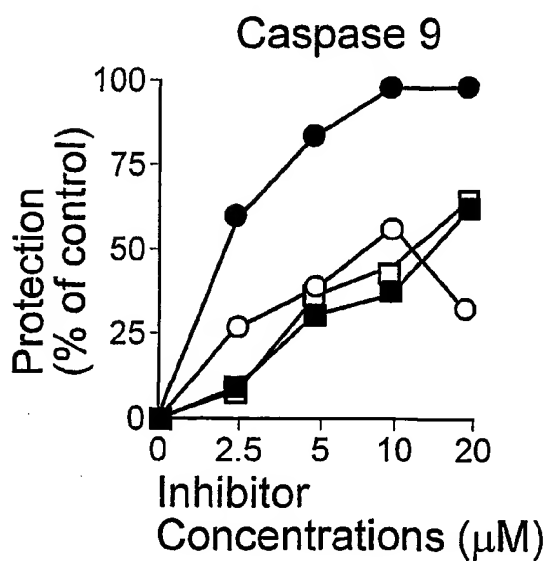 Caspase 9
Protection
(% of control)
100
75
50
25
0
0 2.5 5 10 20
Inhibitor
Concentrations (μM)